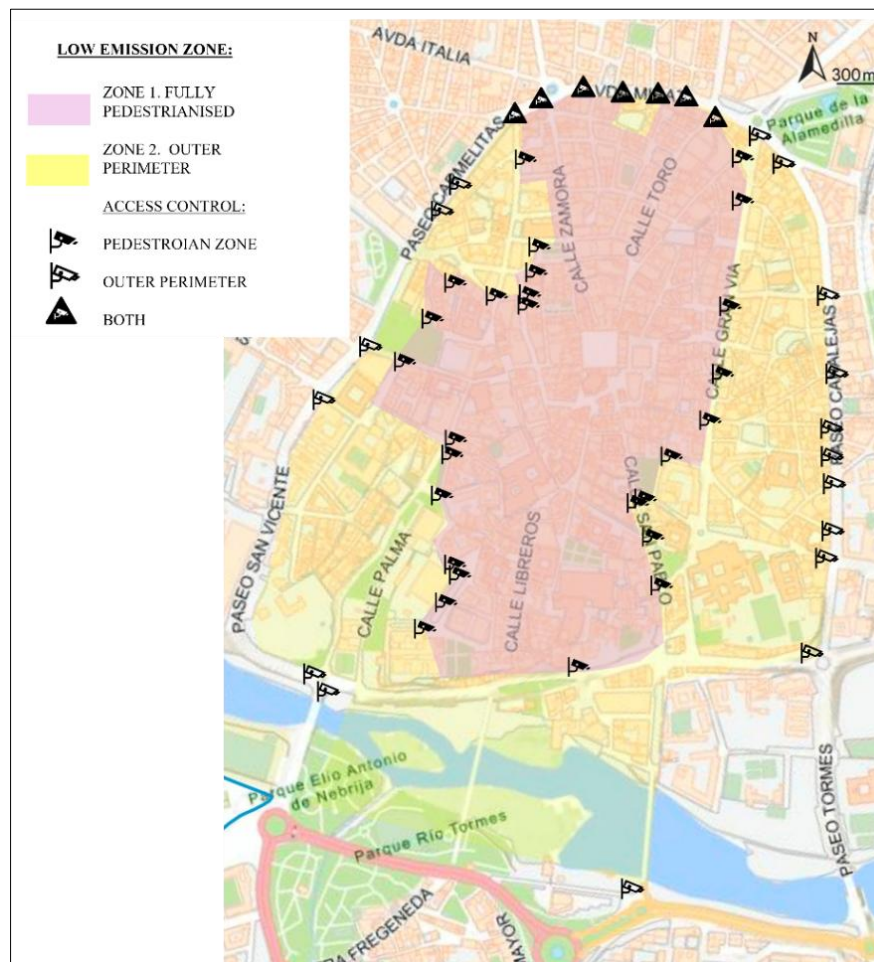 LOW EMISSION ZONE:
ZONE 1. FULLY
PEDESTRIANISED
ZONE 2. OUTER
PERIMETER
ACCESS CONTROL:
PEDESTROIAN ZONE
OUTER PERIMETER
BOTH
AVDA ITALIA
N
300m
Parque de la
Alamedilla
PASEO CARMELITAS
CALLE ZAMORA
CALLE TORO
CALLE GRAN VIA
PASEO CANALEJAS
PASEO SAN VICENTE
CALLE PALMA
CALLE LIBREROS
CALLE SAN PABLO
Parque Elio Antonio
de Nebrija
Parque Río Tormes
PASEO TORMES
FREGENEDA
MAYOR